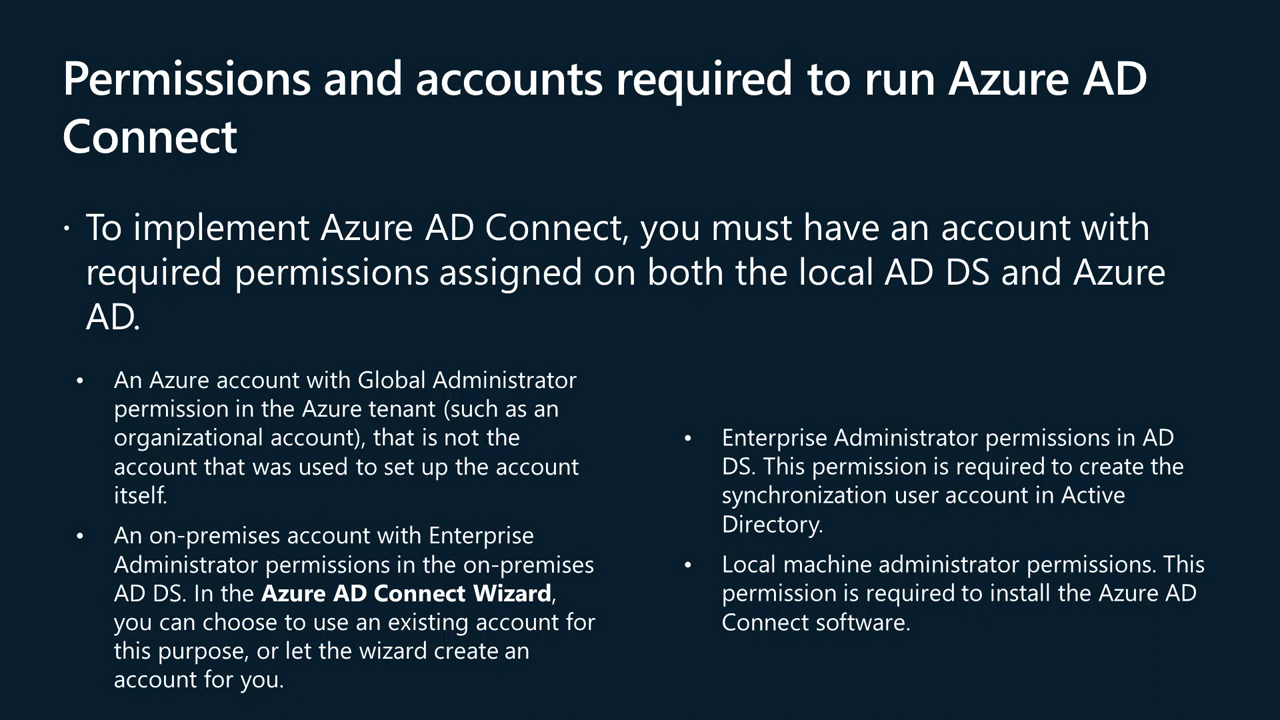 Permissions and accounts required to run Azure AD
Connect
· To implement Azure AD Connect, you must have an account with
required permissions assigned on both the local AD DS and Azure
AD.
• An Azure account with Global Administrator
permission in the Azure tenant (such as an
organizational account), that is not the
account that was used to set up the account
itself.
• An on-premises account with Enterprise
Administrator permissions in the on-premises
AD DS. In the Azure AD Connect Wizard,
you can choose to use an existing account for
this purpose, or let the wizard create an
account for you.
• Enterprise Administrator permissions in AD
DS. This permission is required to create the
synchronization user account in Active
Directory.
• Local machine administrator permissions. This
permission is required to install the Azure AD
Connect software.